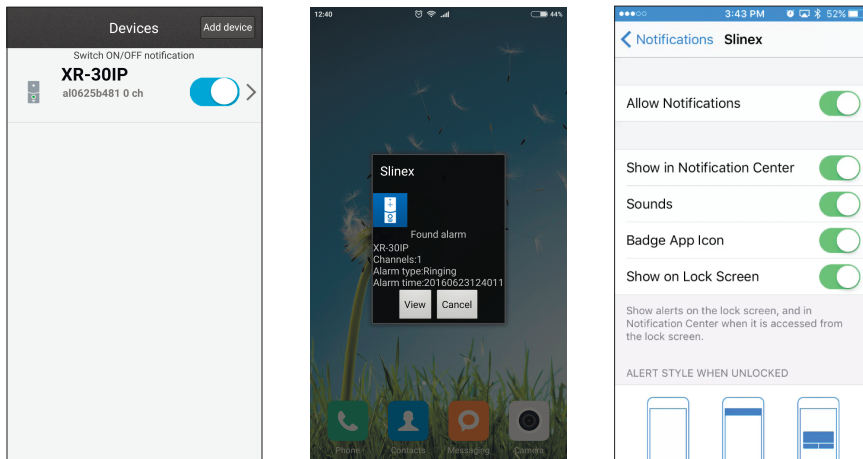 Devices
Add device
Switch ON/OFF notification
XR-30IP
al0625b481 0 ch
12:40
44%
Slinex
Found alarm
XR-30IP
Channels:1
Alarm type:Ringing
Alarm time:20160623124011
View
Cancel
Phone
Contacts
Messaging
Camera
3:43 PM
52%
Notifications
Slinex
Allow Notifications
Show in Notification Center
Sounds
Badge App Icon
Show on Lock Screen
Show alerts on the lock screen, and in
Notification Center when it is accessed from
the lock screen.
ALERT STYLE WHEN UNLOCKED